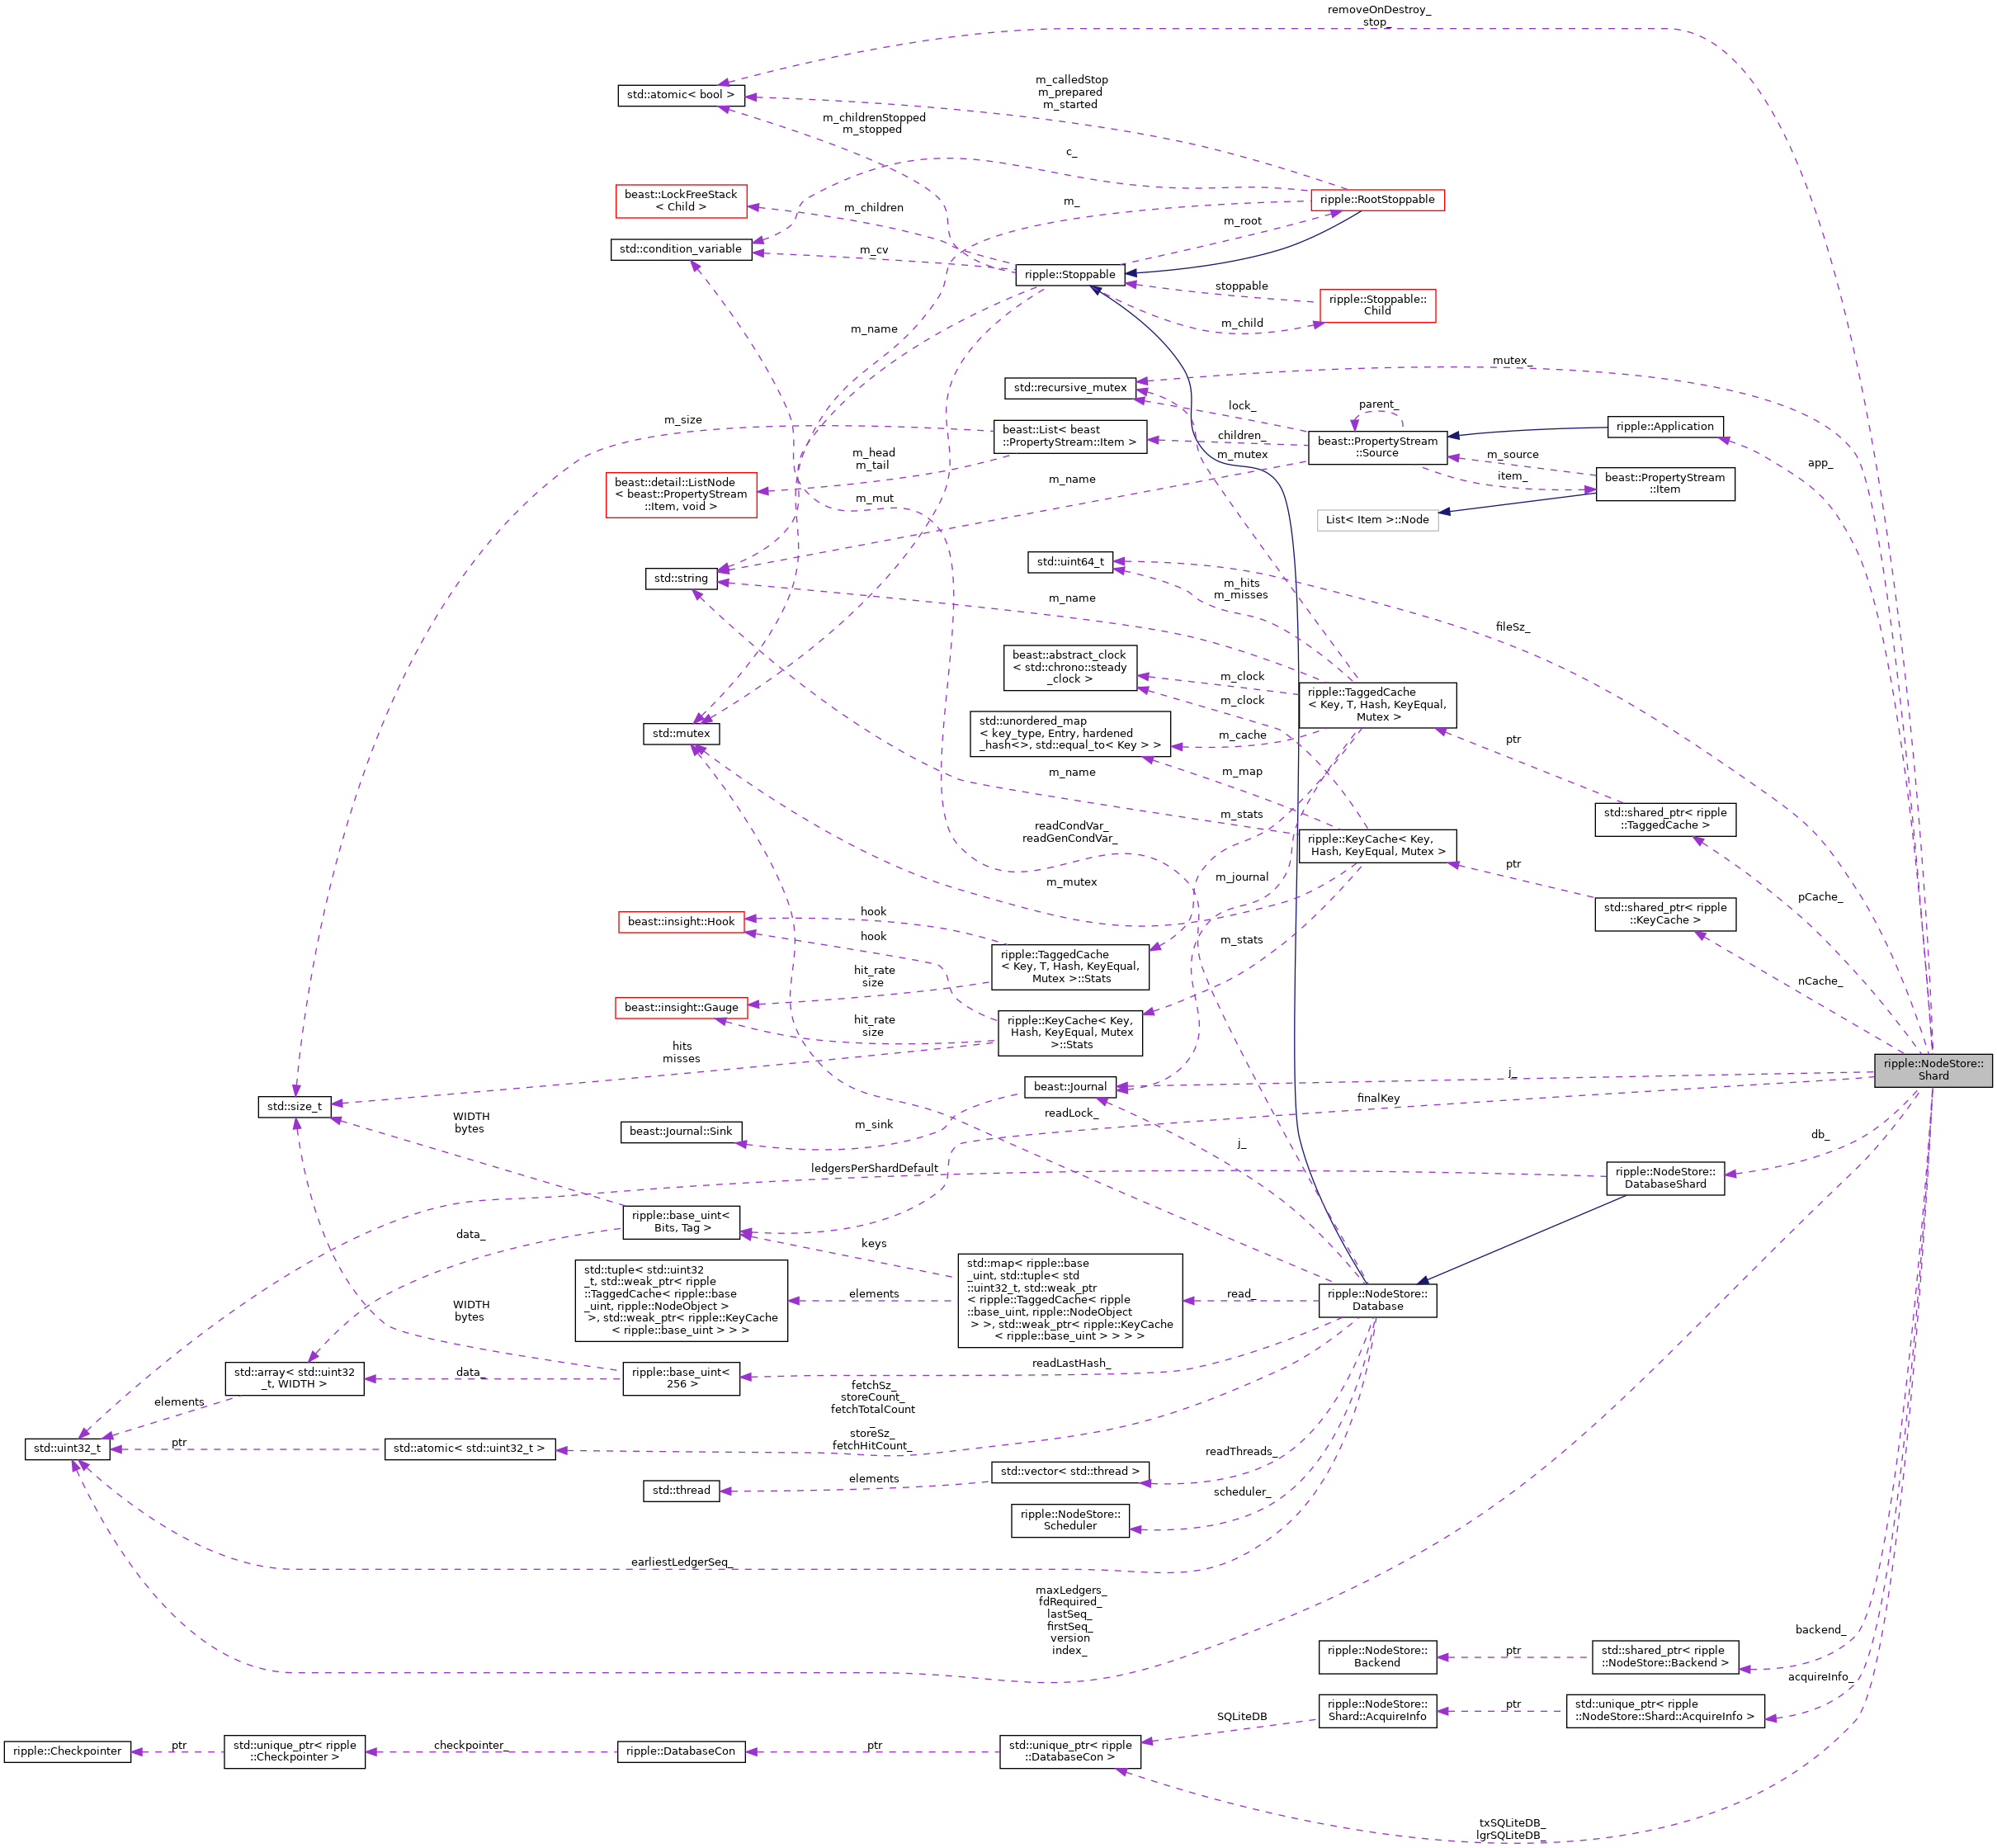 removeOnDestroy_
stop_
std::atomic< bool >
m_calledStop
m_prepared
m_started
m_childrenStopped
m_stopped
c_
beast::LockFreeStack
< Child >
m_children
m_
ripple::RootStoppable
m_root
std::condition_variable
m_cv
ripple::Stoppable
stoppable
ripple::Stoppable::
Child
m_child
m_name
mutex_
std::recursive_mutex
lock_
parent_
m_size
beast::List< beast
::PropertyStream::Item >
children_
m_mutex
beast::PropertyStream
::Source
ripple::Application
app_
m_head
m_tail
m_source
item_
beast::PropertyStream
::Item
beast::detail::ListNode
< beast::PropertyStream
::Item, void >
m_mut
m_name
List< Item >::Node
std::uint64_t
std::string
m_hits
m_misses
m_name
fileSz_
beast::abstract_clock
< std::chrono::steady
_clock >
m_clock
m_clock
ripple::TaggedCache
< Key, T, Hash, KeyEqual,
Mutex >
std::mutex
std::unordered_map
< key_type, Entry, hardened
_hash<>, std::equal_to< Key > >
m_cache
ptr
m_name
m_map
m_stats
std::shared_ptr< ripple
::TaggedCache >
readCondVar_
readGenCondVar_
ripple::KeyCache< Key,
Hash, KeyEqual, Mutex >
ptr
m_mutex
m_journal
pCache_
beast::insight::Hook
hook
std::shared_ptr< ripple
::KeyCache >
hook
m_stats
ripple::TaggedCache
< Key, T, Hash, KeyEqual,
Mutex >::Stats
hit_rate
size
nCache_
beast::insight::Gauge
hit_rate
size
ripple::KeyCache< Key,
Hash, KeyEqual, Mutex
>::Stats
hits
misses
ripple::NodeStore::
Shard
beast::Journal
j_
std::size_t
finalKey
WIDTH
bytes
beast::Journal::Sink
m_sink
readLock_
j_
db_
ledgersPerShardDefault
ripple::NodeStore::
DatabaseShard
ripple::base_uint<
Bits, Tag >
data_
keys
std::tuple< std::uint32
_t, std::weak_ptr< ripple
::TaggedCache< ripple::base
_uint, ripple::NodeObject >
>, std::weak_ptr< ripple::KeyCache
< ripple::base_uint > > >
elements
std::map< ripple::base
_uint, std::tuple< std
::uint32_t, std::weak_ptr
< ripple::TaggedCache< ripple
::base_uint, ripple::NodeObject
> >, std::weak_ptr< ripple::KeyCache
< ripple::base_uint > > > >
read_
ripple::NodeStore::
Database
WIDTH
bytes
std::array< std::uint32
_t, WIDTH >
data_
ripple::base_uint<
256 >
readLastHash_
elements
fetchSz_
storeCount_
fetchTotalCount
_
storeSz_
fetchHitCount_
std::uint32_t
ptr
std::atomic< std::uint32_t >
readThreads_
std::thread
elements
std::vector< std::thread >
scheduler_
ripple::NodeStore::
Scheduler
earliestLedgerSeq_
maxLedgers_
fdRequired_
lastSeq_
firstSeq_
version
index_
backend_
ripple::NodeStore::
Backend
ptr
std::shared_ptr< ripple
::NodeStore::Backend >
acquireInfo_
ripple::NodeStore::
Shard::AcquireInfo
ptr
std::unique_ptr< ripple
::NodeStore::Shard::AcquireInfo >
SQLiteDB
ripple::Checkpointer
ptr
std::unique_ptr< ripple
::Checkpointer >
checkpointer_
ripple::DatabaseCon
ptr
std::unique_ptr< ripple
::DatabaseCon >
txSQLiteDB_
lgrSQLiteDB_